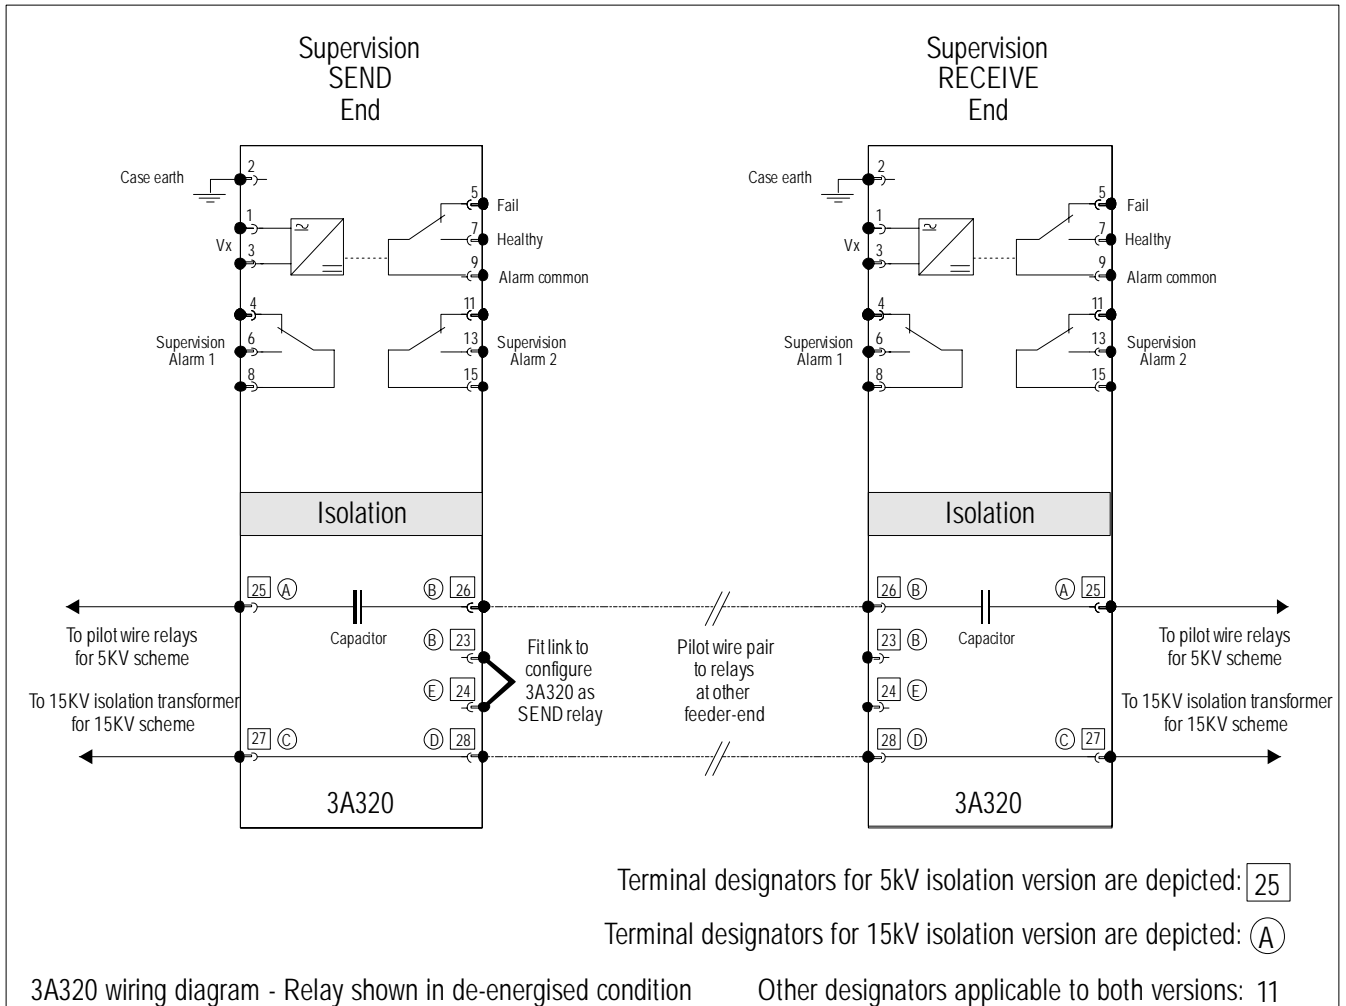 Supervision
SEND
End
Supervision
RECEIVE
End
2
Case earth
5
Fail
1
Vx
7
Healthy
3
9
Alarm common
4
11
Supervision
Alarm 1
6
13
Supervision
Alarm 2
8
15
2
Case earth
5
Fail
1
Vx
7
Healthy
3
9
Alarm common
4
11
Supervision
Alarm 1
6
13
Supervision
Alarm 2
8
15
Isolation
Isolation
25 A
B 26
Capacitor
B 23
E 24
27 C
D 28
3A320
To pilot wire relays
for 5KV scheme
To 15KV isolation transformer
for 15KV scheme
Fit link to
configure
3A320 as
SEND relay
Pilot wire pair
to relays
at other
feeder-end
26 B
A 25
Capacitor
23 B
24 E
28 D
C 27
3A320
To pilot wire relays
for 5KV scheme
To 15KV isolation transformer
for 15KV scheme
Terminal designators for 5kV isolation version are depicted: 25
Terminal designators for 15kV isolation version are depicted: A
3A320 wiring diagram - Relay shown in de-energised condition
Other designators applicable to both versions: 11